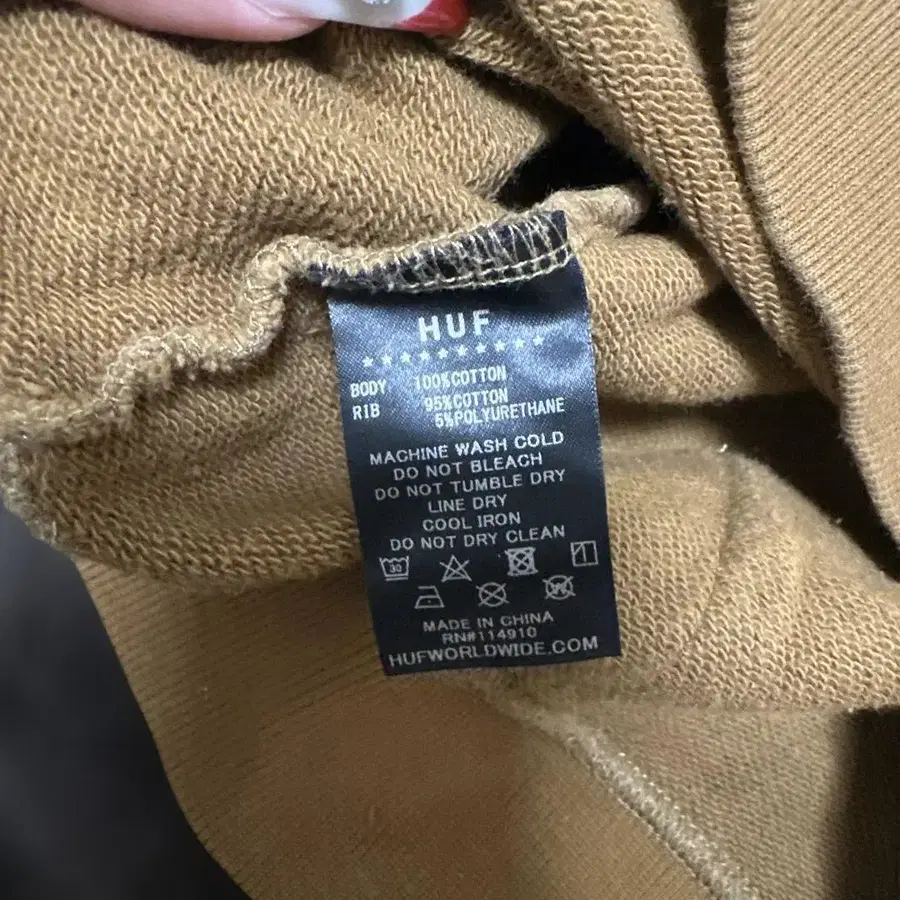 HUF
BODY 100%COTTON
RIB 95%COTTON
5%POLYURETHANE
MACHINE WASH COLD
DO NOT BLEACH
DO NOT TUMBLE DRY
LINE DRY
COOL IRON
DO NOT DRY CLEAN
30
W
MADE IN CHINA
RN#114910
HUFWORLDWIDE.COM